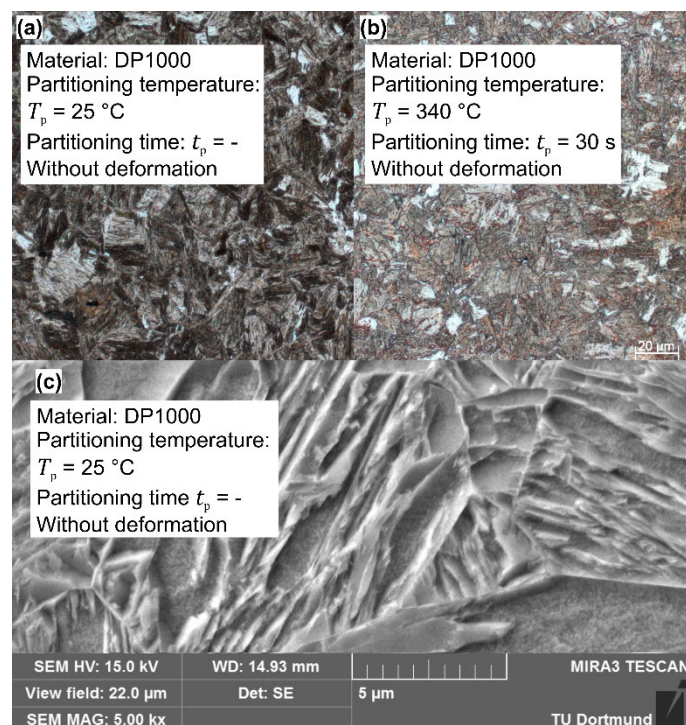 (a)
Material: DP1000
Partitioning temperature:
Tp = 25 °C
Partitioning time: tp = -
Without deformation
(b)
Material: DP1000
Partitioning temperature:
Tp = 340 °C
Partitioning time: tp = 30 s
Without deformation
20 µm
(c)
Material: DP1000
Partitioning temperature:
Tp = 25 °C
Partitioning time tp = -
Without deformation
SEM HV: 15.0 kV WD: 14.93 mm MIRA3 TESCAN
View field: 22.0 µm Det: SE 5 µm
SEM MAG: 5.00 kx TU Dortmund